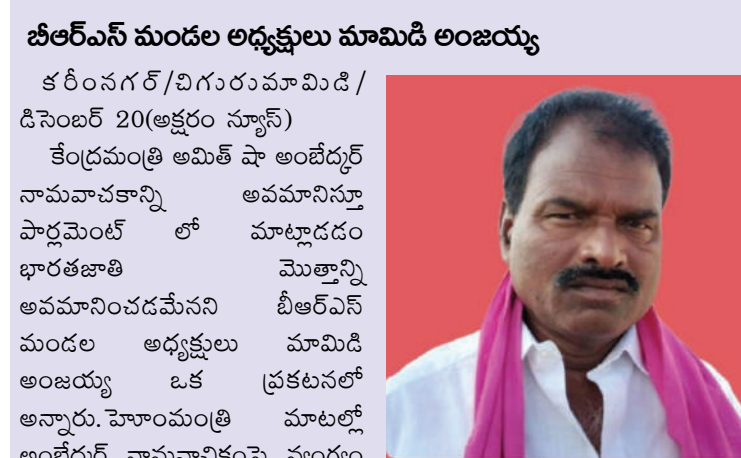 బీఆర్ఎస్ మండల అధ్యక్షులు మామిడి అంజయ్య
కరీంనగర్/చిగురుమామిడి/
డిసెంబర్ 20(అక్షరం న్యూస్)
కేంద్రమంత్రి అమిత్ షా అంబేద్కర్
నామవాచకాన్ని అవమానిస్తూ
పార్లమెంట్ లో మాట్లాడడం
భారతజాతి మొత్తాన్ని
అవమానించడమేనని బీఆర్ఎస్
మండల అధ్యక్షులు మామిడి
అంజయ్య ఒక ప్రకటనలో
అన్నారు.హెూంమంత్రి మాటల్లో